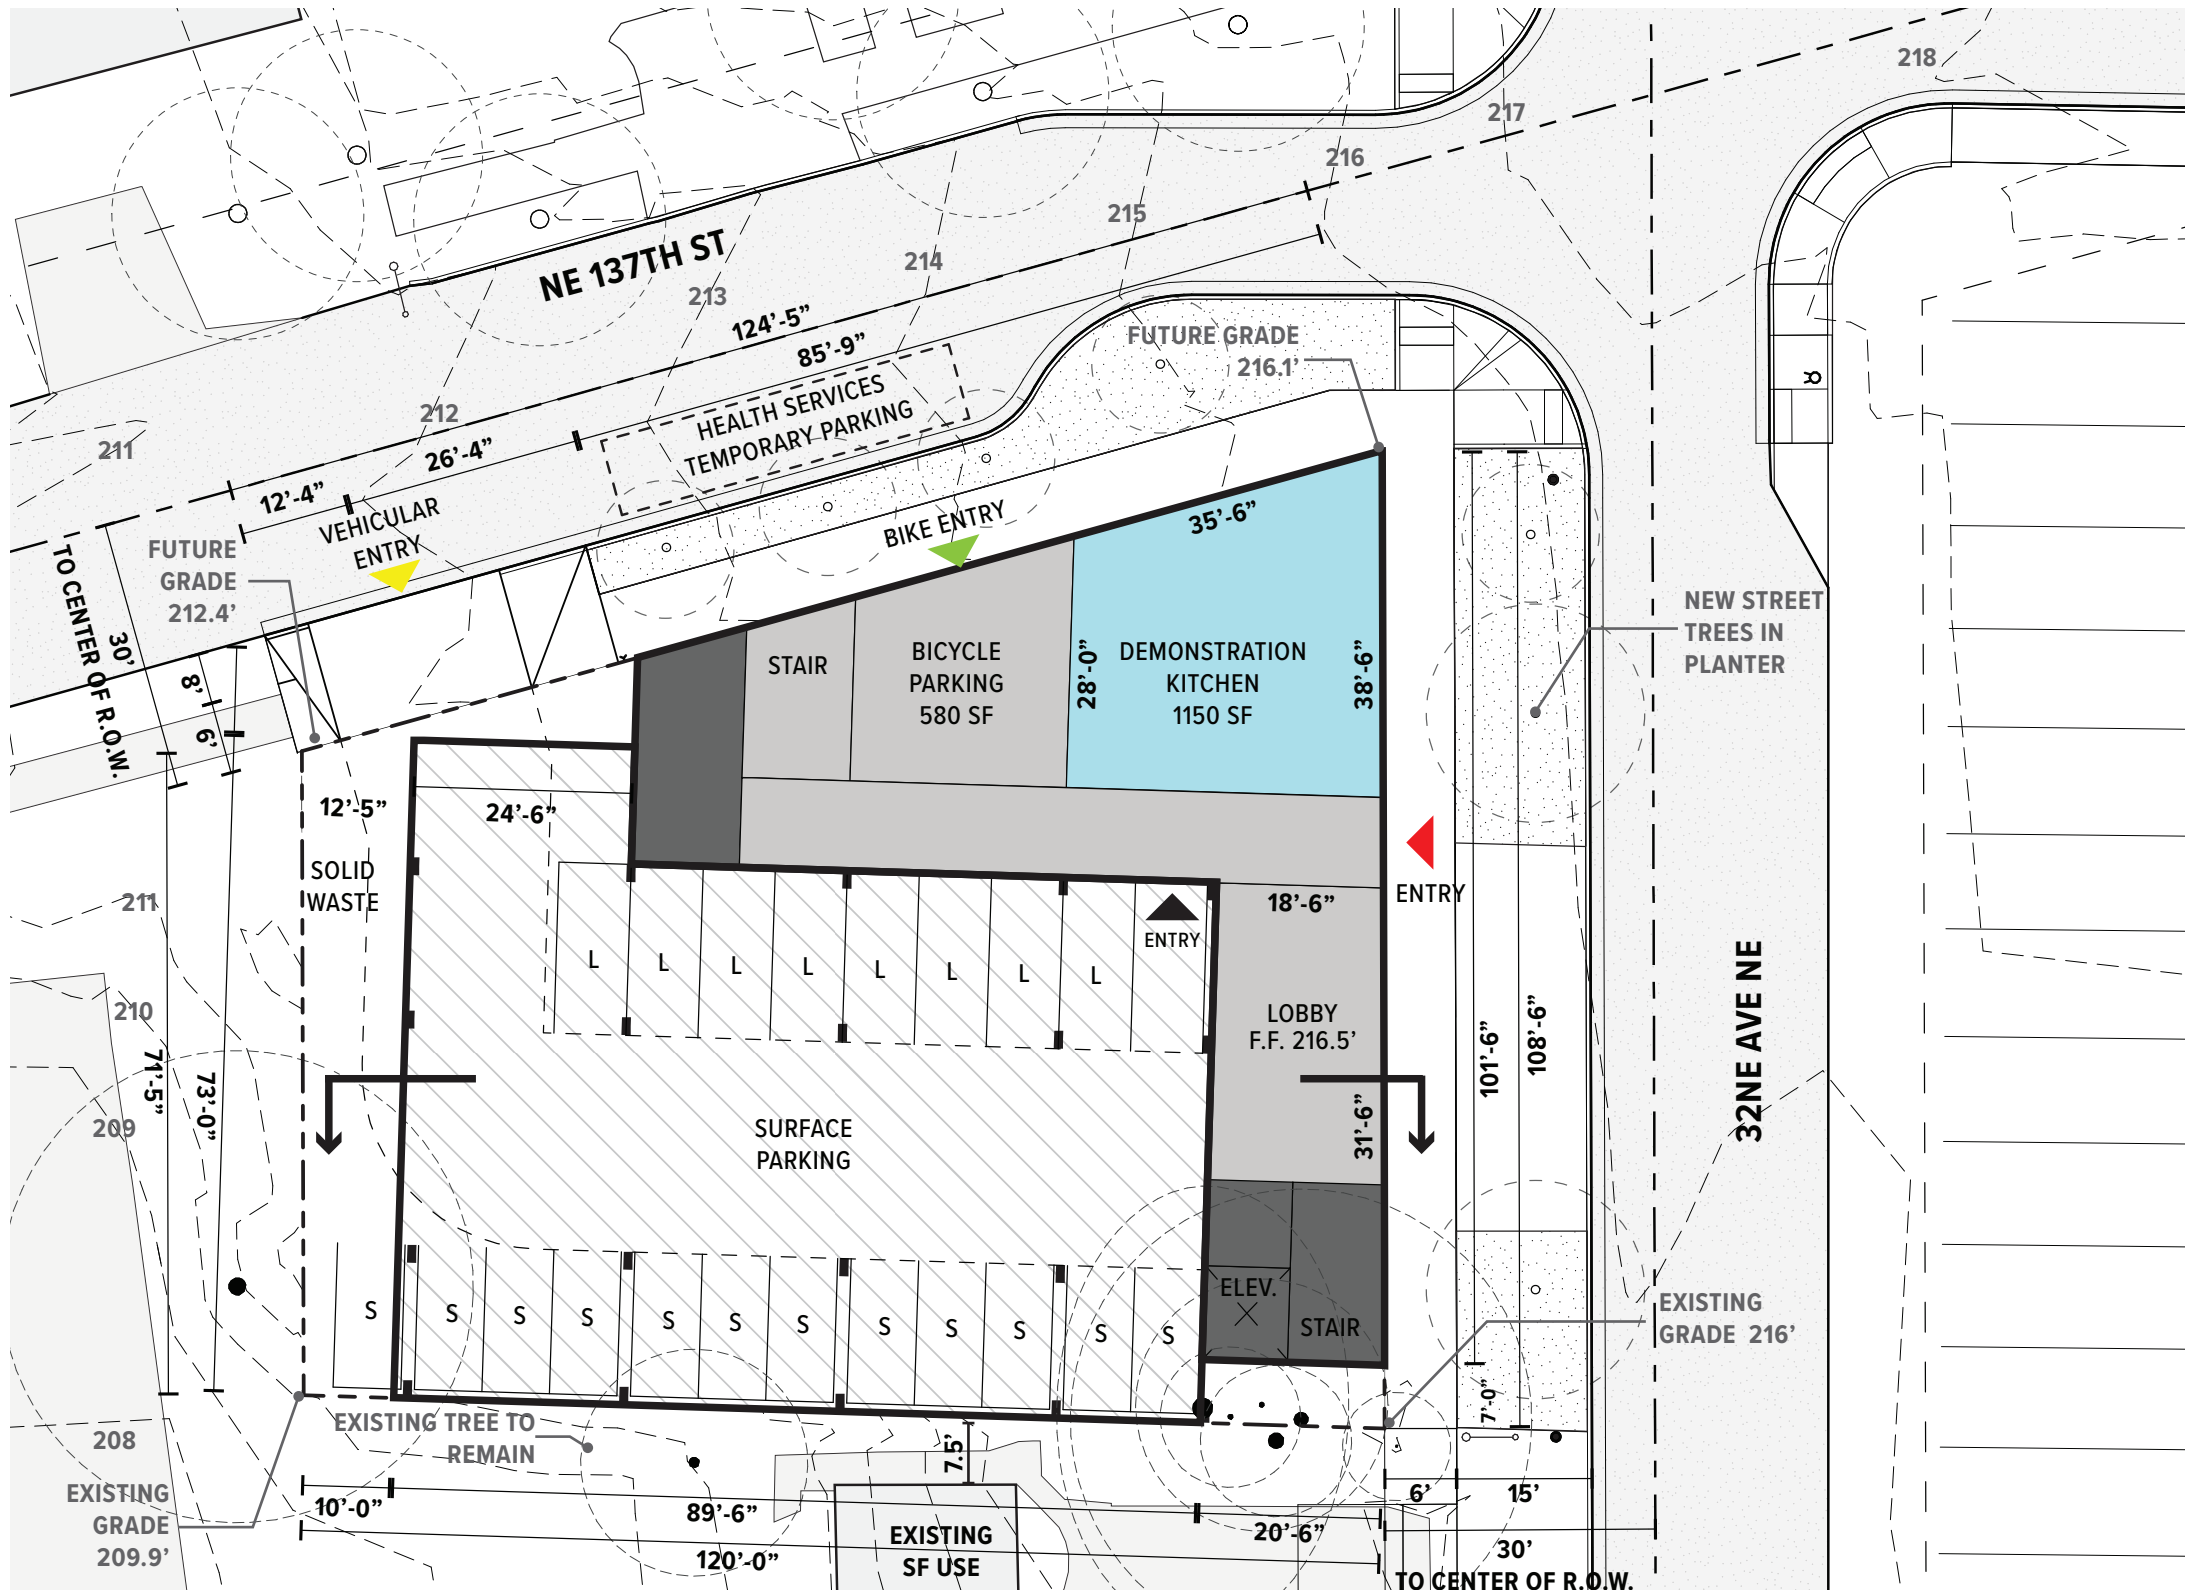 218
217
216
215
214
213
212
211
NE 137TH ST
124'-5”
85'-9”
26'-4”
12'-4”
HEALTH SERVICES
TEMPORARY PARKING
FUTURE GRADE
216.1'
VEHICULAR
ENTRY
BIKE ENTRY
35'-6”
FUTURE
GRADE
212.4'
TO CENTER OF R.O.W.
30'
8'
6'
NEW STREET
TREES IN
PLANTER
STAIR
BICYCLE
PARKING
580 SF
28'-0”
DEMONSTRATION
KITCHEN
1150 SF
38'-6”
12'-5”
24'-6”
SOLID
WASTE
211
210
209
208
71'-5”
73'-0”
ENTRY
18'-6”
ENTRY
L L L L L L L L
LOBBY
F.F. 216.5'
101'-6”
108'-6”
32NE AVE NE
31'-6”
SURFACE
PARKING
S S S S S S S S S S S S
ELEV.
STAIR
EXISTING
GRADE 216'
7'-0”
EXISTING TREE TO
REMAIN
7.5'
EXISTING
GRADE
209.9'
10'-0”
89'-6”
20'-6”
120'-0”
6'
15'
30'
TO CENTER OF R.O.W.
EXISTING
SF USE